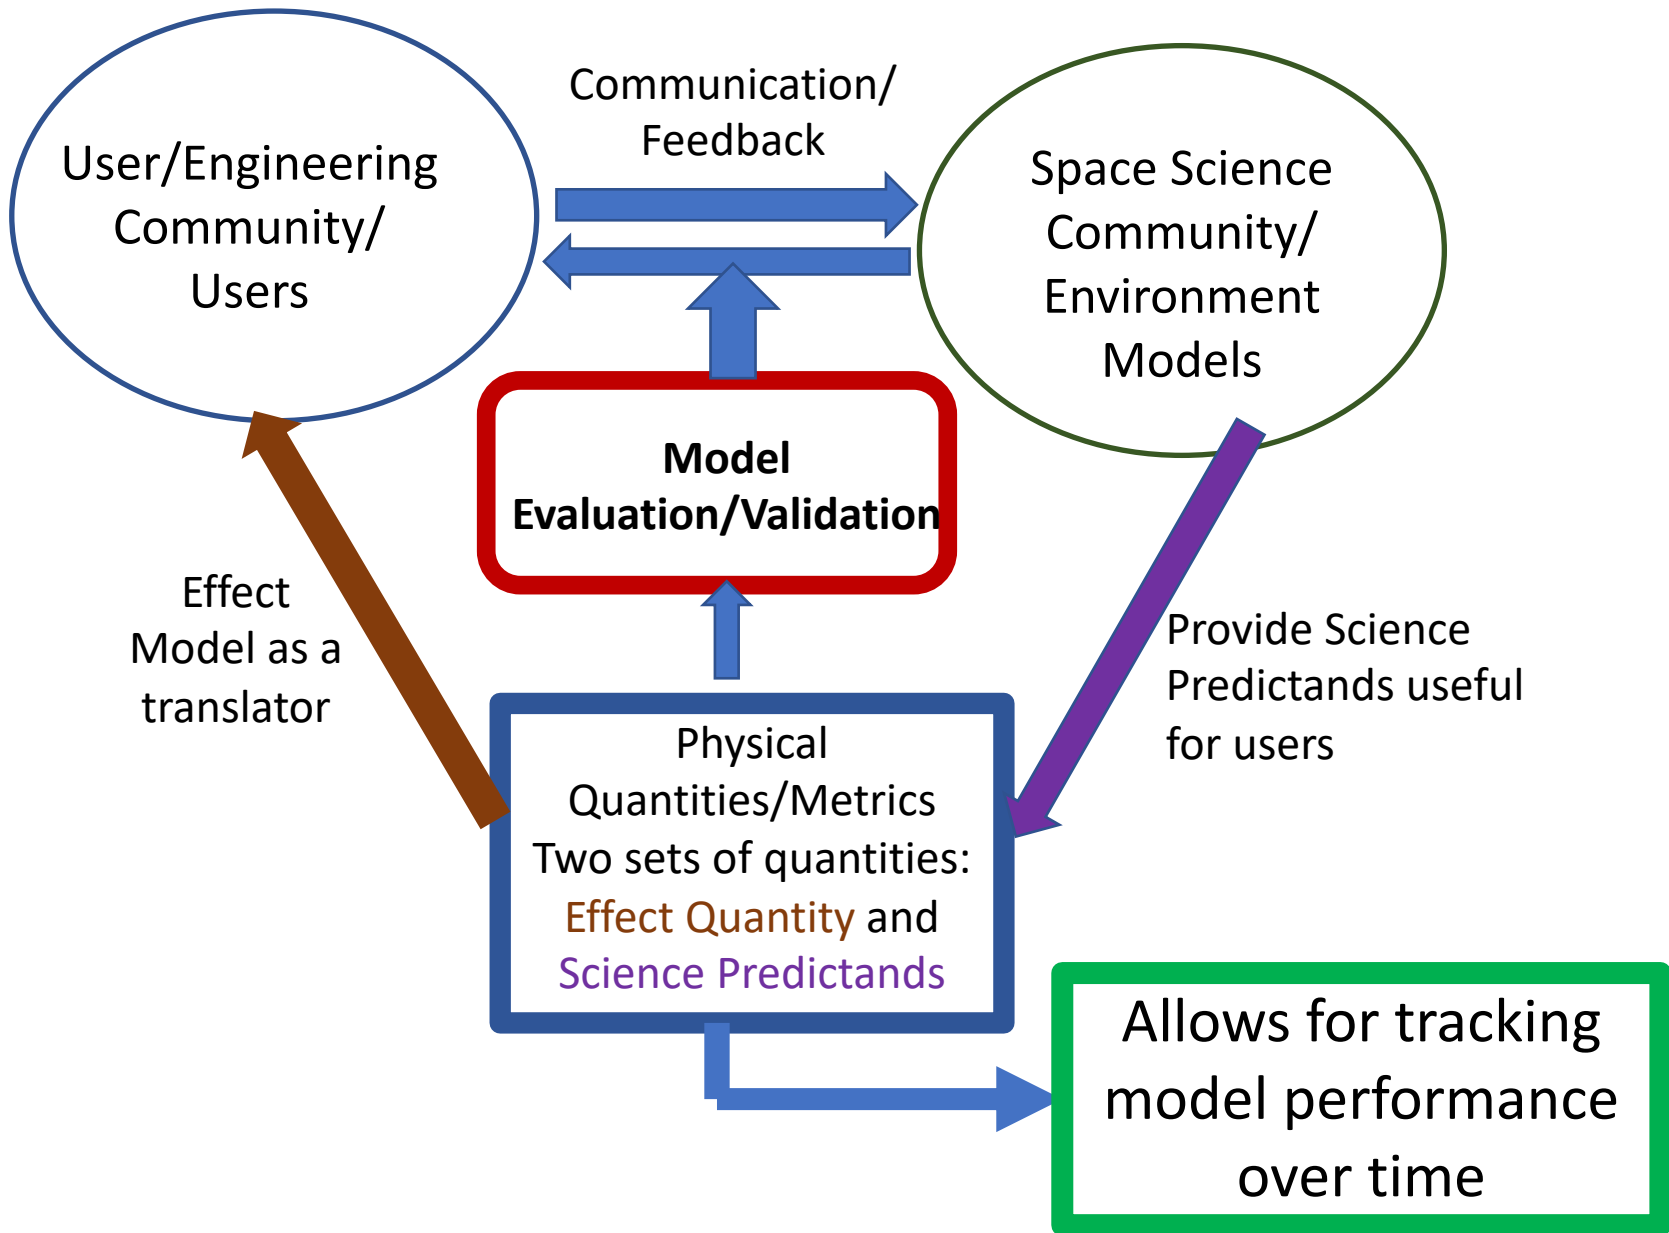 Communication/
Feedback
User/Engineering
Community/
Users
Space Science
Community/
Environment
Models
Model
Evaluation/Validation
Effect
Model as a
translator
Provide Science
Predictands useful
for users
Physical
Quantities/Metrics
Two sets of quantities:
Effect Quantity and
Science Predictands
Allows for tracking
model performance
over time